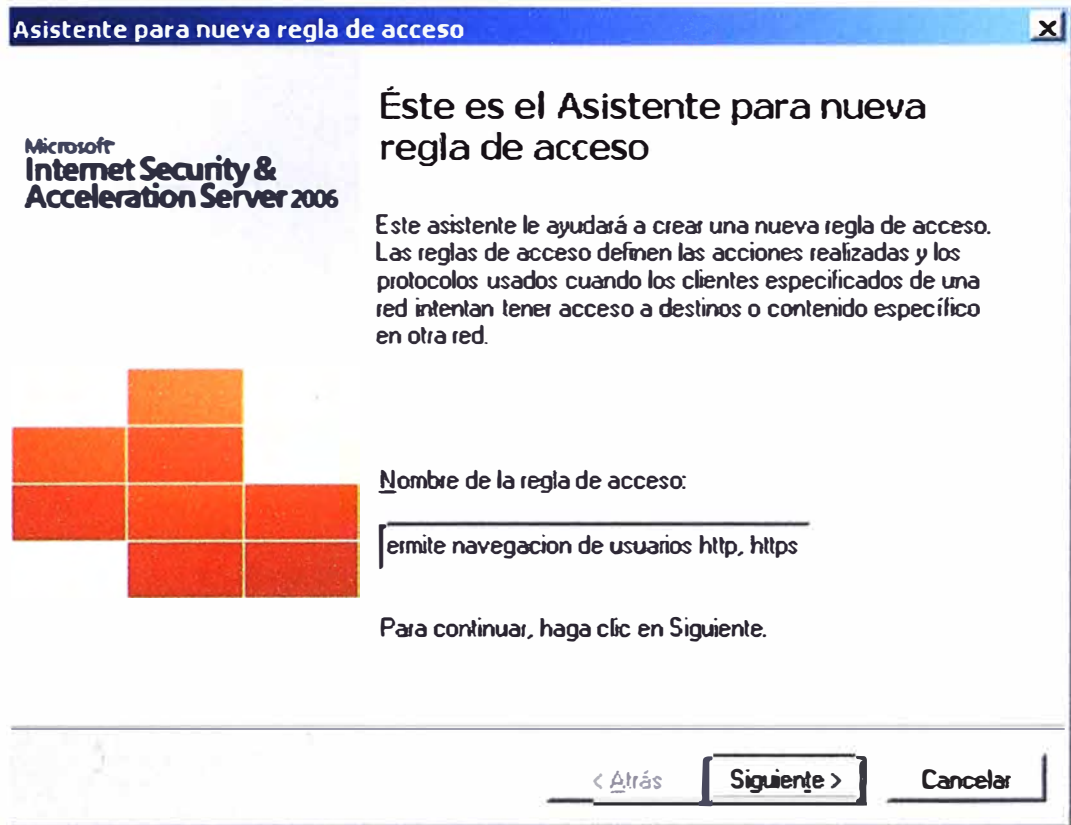 Asistente para nueva regla de acceso
Éste es el Asistente para nueva
regla de acceso
Microsoft
Internet Security &
Acceleration Server 2006
Este asistente le ayudará a crear una nueva regla de acceso.
Las reglas de acceso definen las acciones realizadas y los
protocolos usados cuando los clientes especificados de una
red intentan tener acceso a destinos o contenido específico
en otra red.
Nombre de la regla de acceso:
ermite navegacion de usuarios http, https
Para continuar, haga clic en Siguiente.
< Atrás
Siguiente >
Cancelar